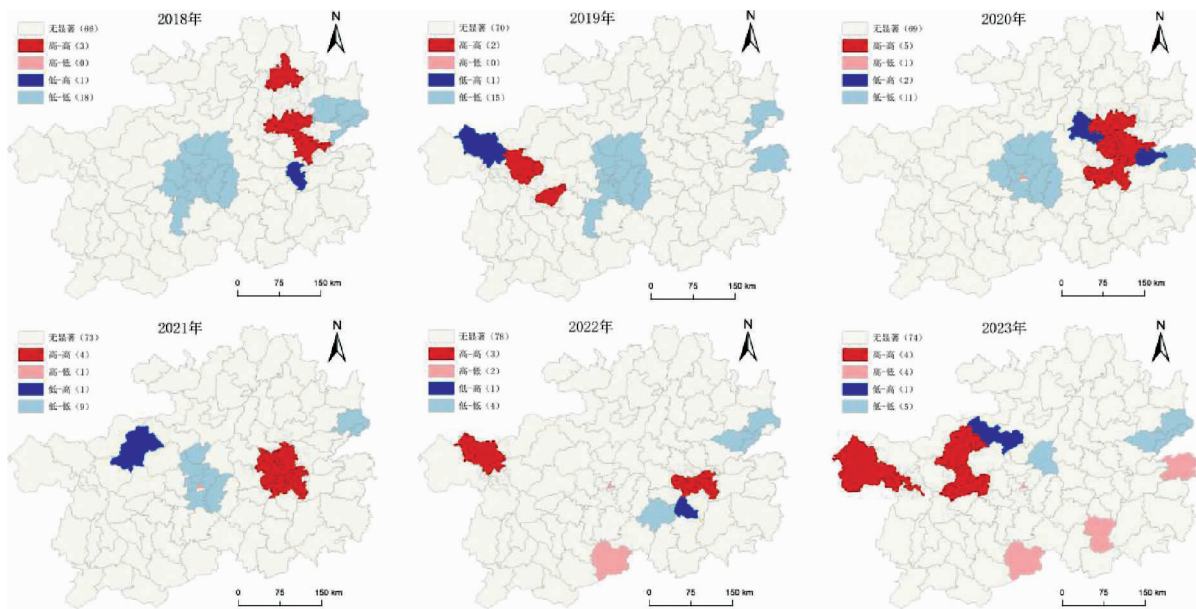 2018年
N
无显著（66）
高-高（3）
高-低（0）
低-高（1）
低-低（18）
0 75 150 km
2019年
N
无显著（70）
高-高（2）
高-低（0）
低-高（1）
低-低（15）
0 75 150 km
2020年
N
无显著（69）
高-高（5）
高-低（1）
低-高（2）
低-低（11）
0 75 150 km
2021年
N
无显著（73）
高-高（4）
高-低（1）
低-高（1）
低-低（9）
0 75 150 km
2022年
N
无显著（78）
高-高（3）
高-低（2）
低-高（1）
低-低（4）
0 75 150 km
2023年
N
无显著（74）
高-高（4）
高-低（4）
低-高（1）
低-低（5）
0 75 150 km